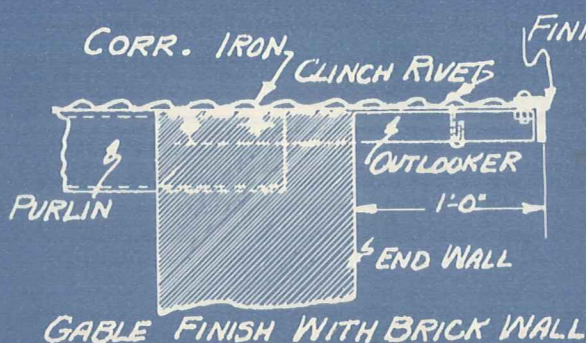 CORR. IRON
CLINCH RIVETS
PURLIN
OUTLOOKER
1'-0"
END WALL
GABLE FINISH WITH BRICK WALL